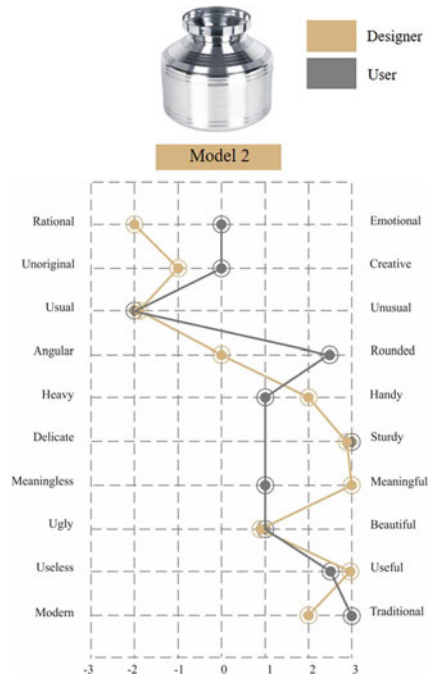 Designer
User
Model 2
Rational Emotional
Unoriginal Creative
Usual Unusual
Angular Rounded
Heavy Handy
Delicate Sturdy
Meaningless Meaningful
Ugly Beautiful
Useless Useful
Modern Traditional
-3 -2 -1 0 1 2 3